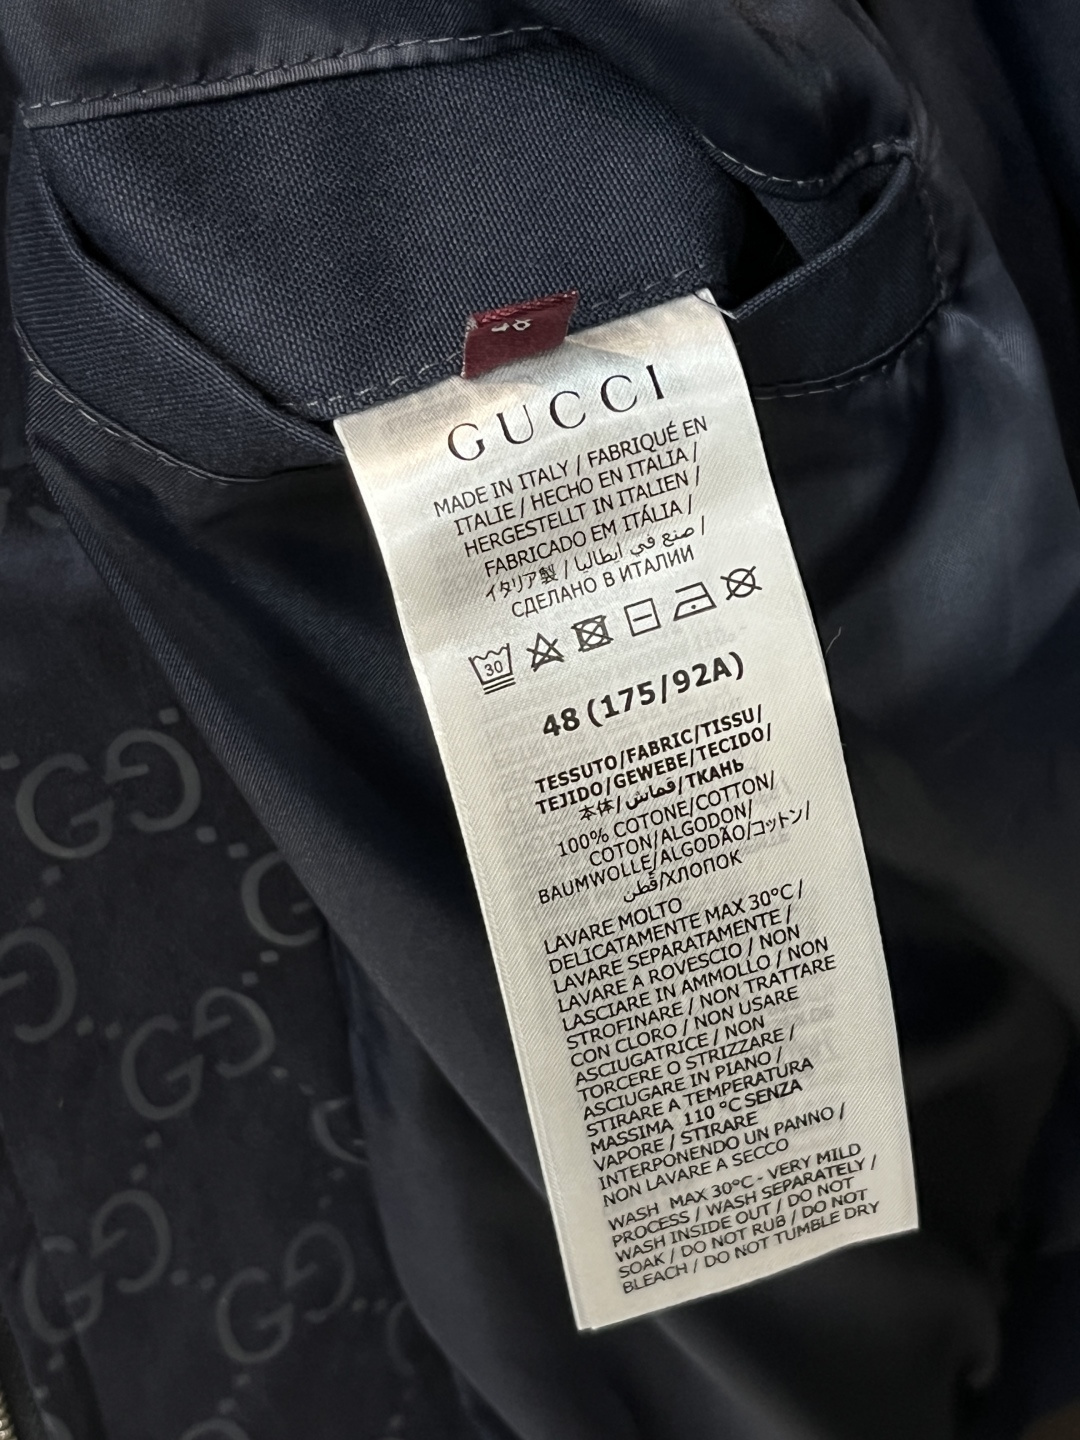 48
GUCCI
MADE IN ITALY / FABRIQUÉ EN
ITALIE / HECHO EN ITALIA /
HERGESTELLT IN ITALIEN /
FABRICADO EM ITÁLIA /
イタリア製 / صنع في ايطاليا /
СДЕЛАНО В ИТАЛИИ
30
48 (175/92A)
TESSUTO/FABRIC/TISSU/
TEJIDO/GEWEBE/TECIDO/
本体/قماش/ТКАНЬ
100% COTONE/COTTON/
COTON/ALGODON/
BAUMWOLLE/ALGODÃO/コットン/
قُطن/ХЛОПОК
LAVARE MOLTO
DELICATAMENTE MAX 30°C /
LAVARE SEPARATAMENTE /
LAVARE A ROVESCIO / NON
LASCIARE IN AMMOLLO / NON
STROFINARE / NON TRATTARE
CON CLORO / NON USARE
ASCIUGATRICE / NON
TORCERE O STRIZZARE /
ASCIUGARE IN PIANO /
STIRARE A TEMPERATURA
MASSIMA 110 °C SENZA
VAPORE / STIRARE
INTERPONENDO UN PANNO /
NON LAVARE A SECCO
WASH MAX 30°C - VERY MILD
PROCESS / WASH SEPARATELY /
WASH INSIDE OUT / DO NOT
SOAK / DO NOT RUB / DO NOT
BLEACH / DO NOT TUMBLE DRY